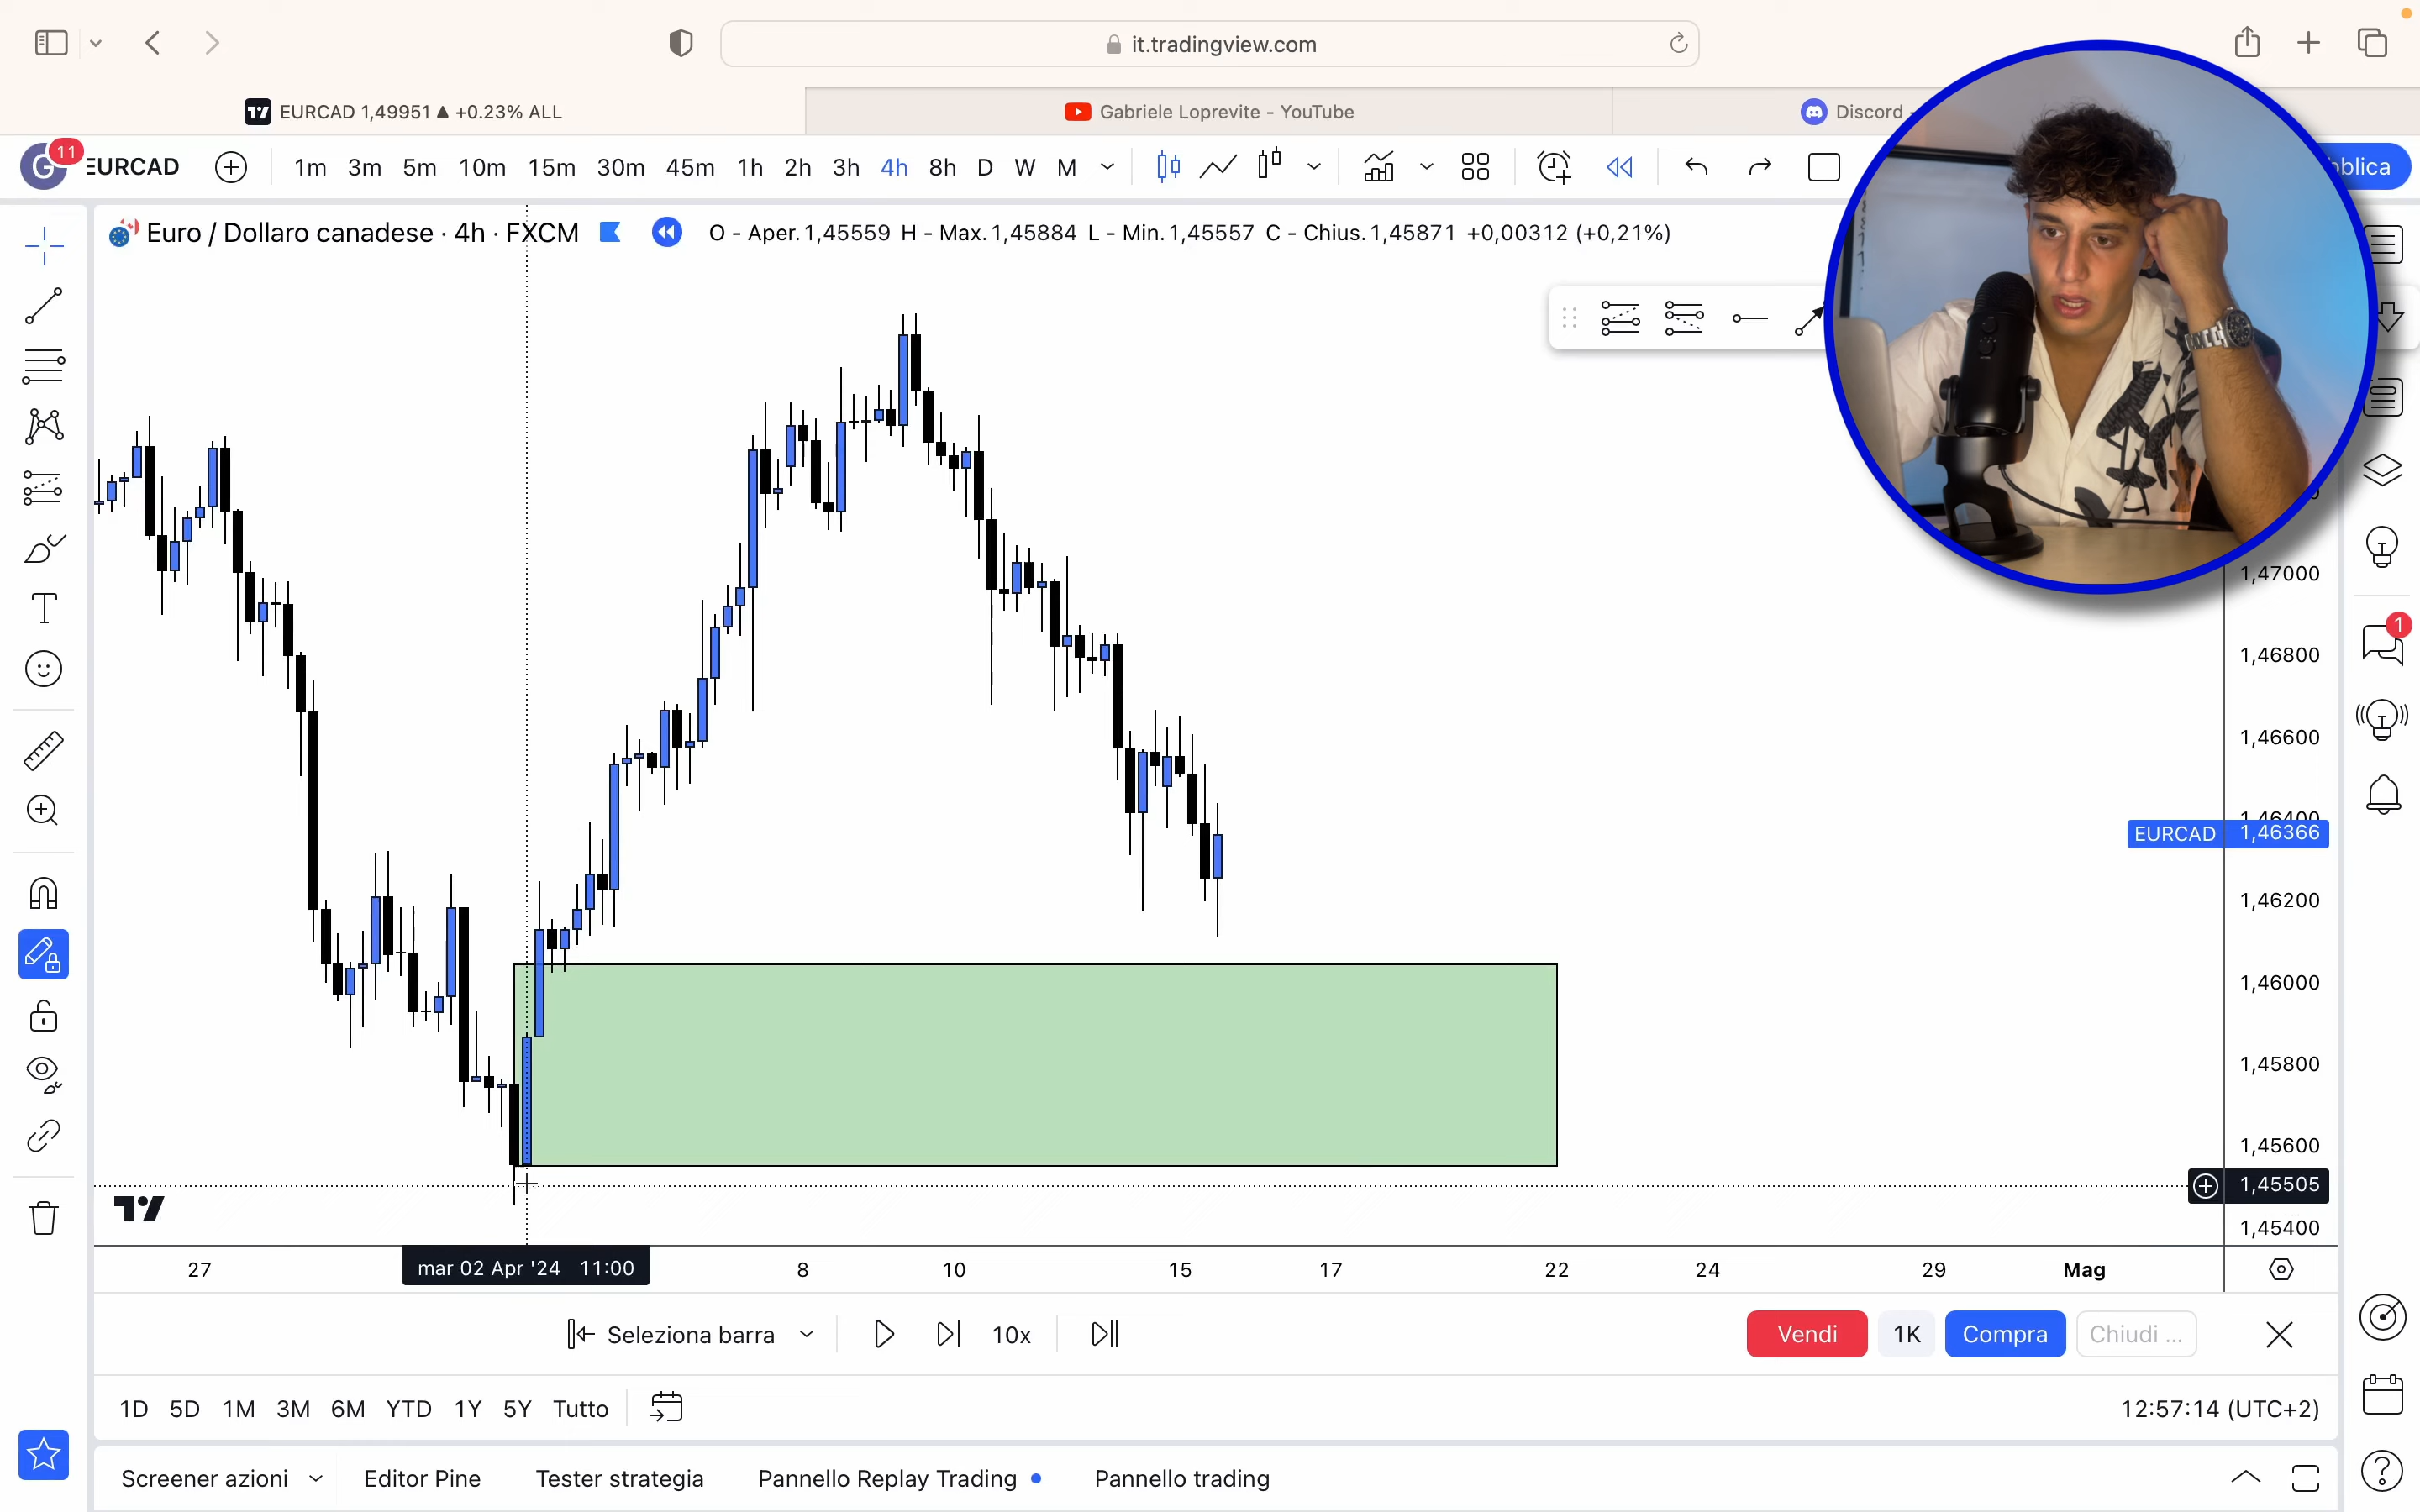 it.tradingview.com
EURCAD 1,49951 ▲ +0.23% ALL
Gabriele Loprevite - YouTube
Discord
G
11
EURCAD
1m 3m 5m 10m 15m 30m 45m 1h 2h 3h 4h 8h D W M
Euro / Dollaro canadese · 4h · FXCM
O - Aper. 1,45559 H - Max. 1,45884 L - Min. 1,45557 C - Chius. 1,45871 +0,00312 (+0,21%)
1,47000
1
1,46800
1,46600
1,46400
EURCAD 1,46366
1,46200
1,46000
1,45800
1,45600
1,45505
1,45400
27
mar 02 Apr '24 11:00
8 10 15 17 22 24 29 Mag
Seleziona barra
10x
Vendi 1K Compra Chiudi ...
1D 5D 1M 3M 6M YTD 1Y 5Y Tutto
12:57:14 (UTC+2)
Screener azioni Editor Pine Tester strategia Pannello Replay Trading Pannello trading